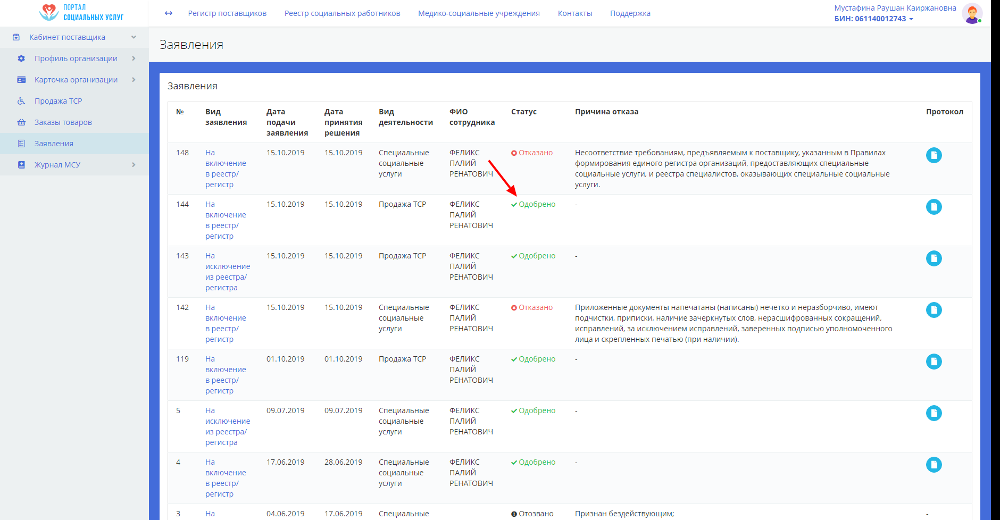 ПОРТАЛ
СОЦИАЛЬНЫХ УСЛУГ
Регистр поставщиков
Реестр социальных работников
Медико-социальные учреждения
Контакты
Поддержка
Мустафина Раушан Каиржановна
БИН: 061140012743
Кабинет поставщика
Профиль организации
Карточка организации
Продажа ТСР
Заказы товаров
Заявления
Журнал МСУ
Заявления
Заявления
№
Вид
заявления
Дата
подачи
заявления
Дата
принятия
решения
Вид
деятельности
ФИО
сотрудника
Статус
Причина отказа
Протокол
148
На
включение
в реестр/
регистр
15.10.2019
15.10.2019
Специальные
социальные
услуги
ФЕЛИКС
ПАЛИЙ
РЕНАТОВИЧ
Отказано
Несоответствие требованиям, предъявляемым к поставщику, указанным в Правилах
формирования единого регистра организаций, предоставляющих специальные
социальные услуги, и реестра специалистов, оказывающих специальные социальные
услуги.
144
На
включение
в реестр/
регистр
15.10.2019
15.10.2019
Продажа ТСР
ФЕЛИКС
ПАЛИЙ
РЕНАТОВИЧ
Одобрено
-
143
На
исключение
из реестра/
регистра
15.10.2019
15.10.2019
Продажа ТСР
ФЕЛИКС
ПАЛИЙ
РЕНАТОВИЧ
Одобрено
-
142
На
включение
в реестр/
регистр
15.10.2019
15.10.2019
Специальные
социальные
услуги
ФЕЛИКС
ПАЛИЙ
РЕНАТОВИЧ
Отказано
Приложенные документы напечатаны (написаны) нечетко и неразборчиво, имеют
подчистки, приписки, наличие зачеркнутых слов, нерасшифрованных сокращений,
исправлений, за исключением исправлений, заверенных подписью уполномоченного
лица и скрепленных печатью (при наличии).
119
На
включение
в реестр/
регистр
01.10.2019
01.10.2019
Продажа ТСР
ФЕЛИКС
ПАЛИЙ
РЕНАТОВИЧ
Одобрено
-
5
На
исключение
из реестра/
регистра
09.07.2019
09.07.2019
Специальные
социальные
услуги
ФЕЛИКС
ПАЛИЙ
РЕНАТОВИЧ
Одобрено
-
4
На
включение
в реестр/
регистр
17.06.2019
28.06.2019
Специальные
социальные
услуги
ФЕЛИКС
ПАЛИЙ
РЕНАТОВИЧ
Одобрено
-
3
На
04.06.2019
17.06.2019
Специальные
Отозвано
Признан бездействующим;
-